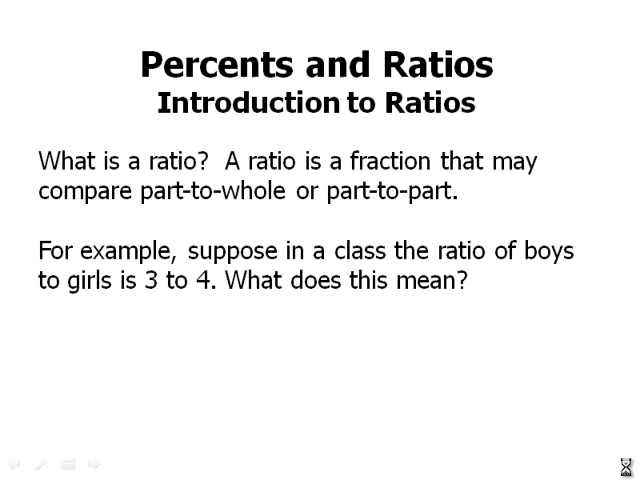 Percents and Ratios
Introduction to Ratios
What is a ratio?  A ratio is a fraction that may
compare part-to-whole or part-to-part.
For example, suppose in a class the ratio of boys
to girls is 3 to 4. What does this mean?